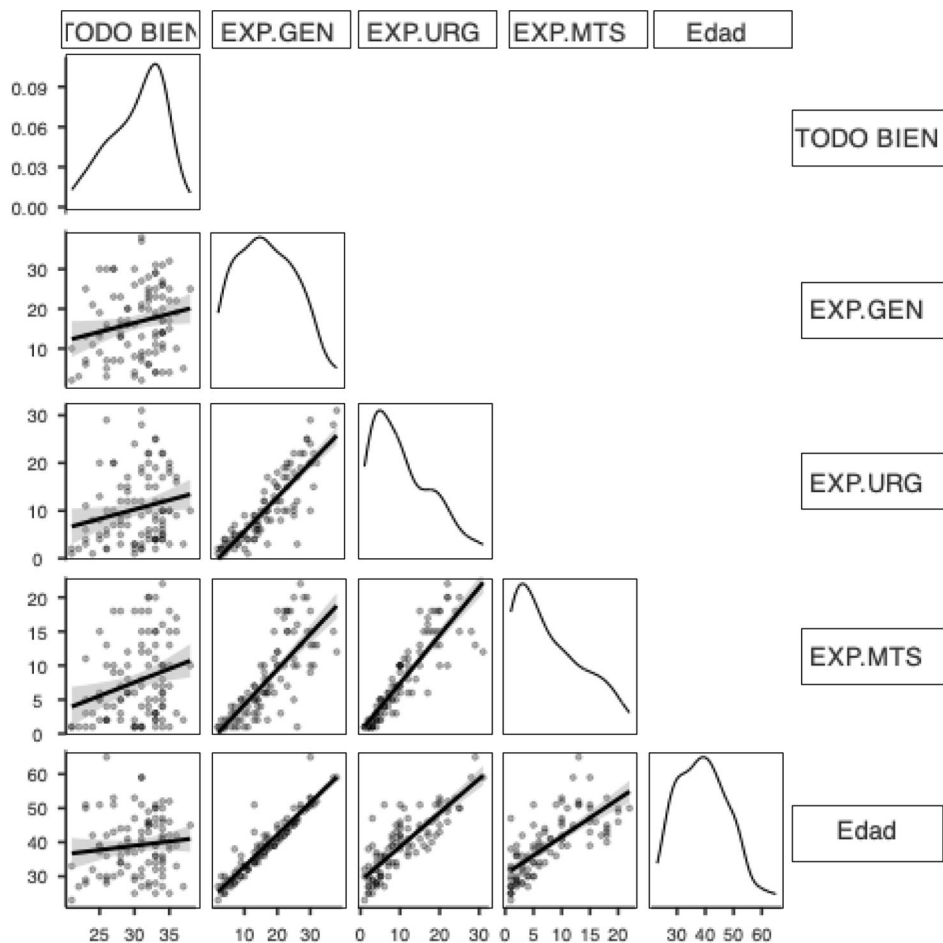 TODO BIEN EXP.GEN EXP.URG EXP.MTS Edad
0.09
0.06
0.03
0.00
TODO BIEN
30
20
10
EXP.GEN
30
20
10
0
EXP.URG
20
15
10
5
0
EXP.MTS
60
50
40
30
Edad
25 30 35 10 20 30 0 10 20 30 0 5 10 15 20 30 40 50 60